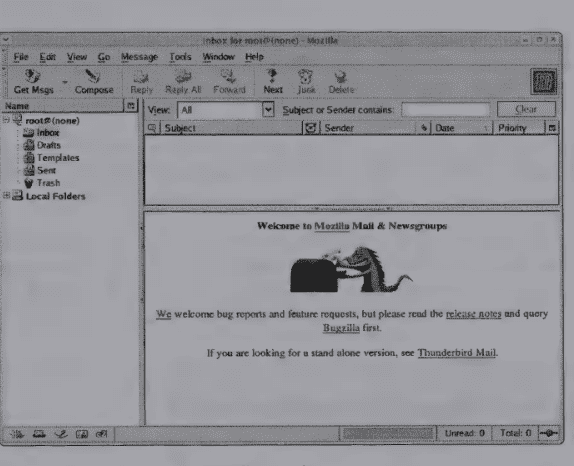 Inbox for root@(none) - Mozilla
File Edit View Go Message Tools Window Help
Get Msgs Compose Reply Reply All Forward Next Junk Delete
Name
View: All Subject or Sender contains: Clear
Subject Sender Date Priority
root@(none)
Inbox
Drafts
Templates
Sent
Trash
Local Folders
Welcome to Mozilla Mail & Newsgroups
We welcome bug reports and feature requests, but please read the release notes and query
Bugzilla first.
If you are looking for a stand alone version, see Thunderbird Mail.
Unread: 0 Total: 0